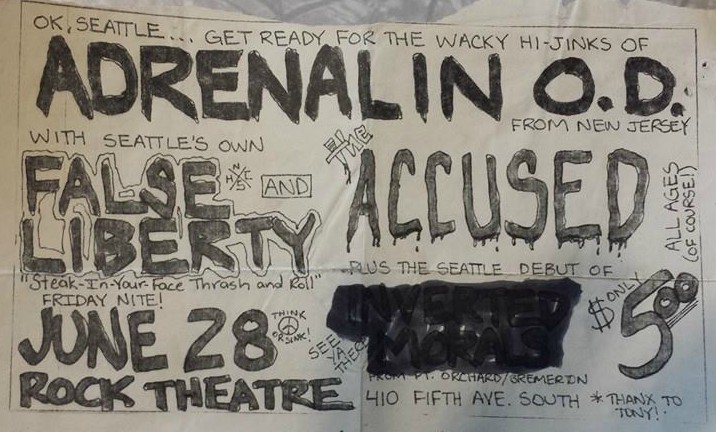 OK, SEATTLE... GET READY FOR THE WACKY HI-JINKS OF
ADRENALIN O.D.
FROM NEW JERSEY
WITH SEATTLE'S OWN
FALSE
LIBERTY
N/W
H/C
/S
AND
THE
ACCUSED
ALL AGES
(OF COURSE!)
"Steak-In-Your-Face Thrash and Roll"
PLUS THE SEATTLE DEBUT OF
INVERTED
MORALS
FROM PT. ORCHARD/BREMERTON
ONLY
$5.00
FRIDAY NITE!
JUNE 28
THINK
OR SINK!
SEE
YA
THERE
ROCK THEATRE
410 FIFTH AVE. SOUTH
*THANX TO
TONY!